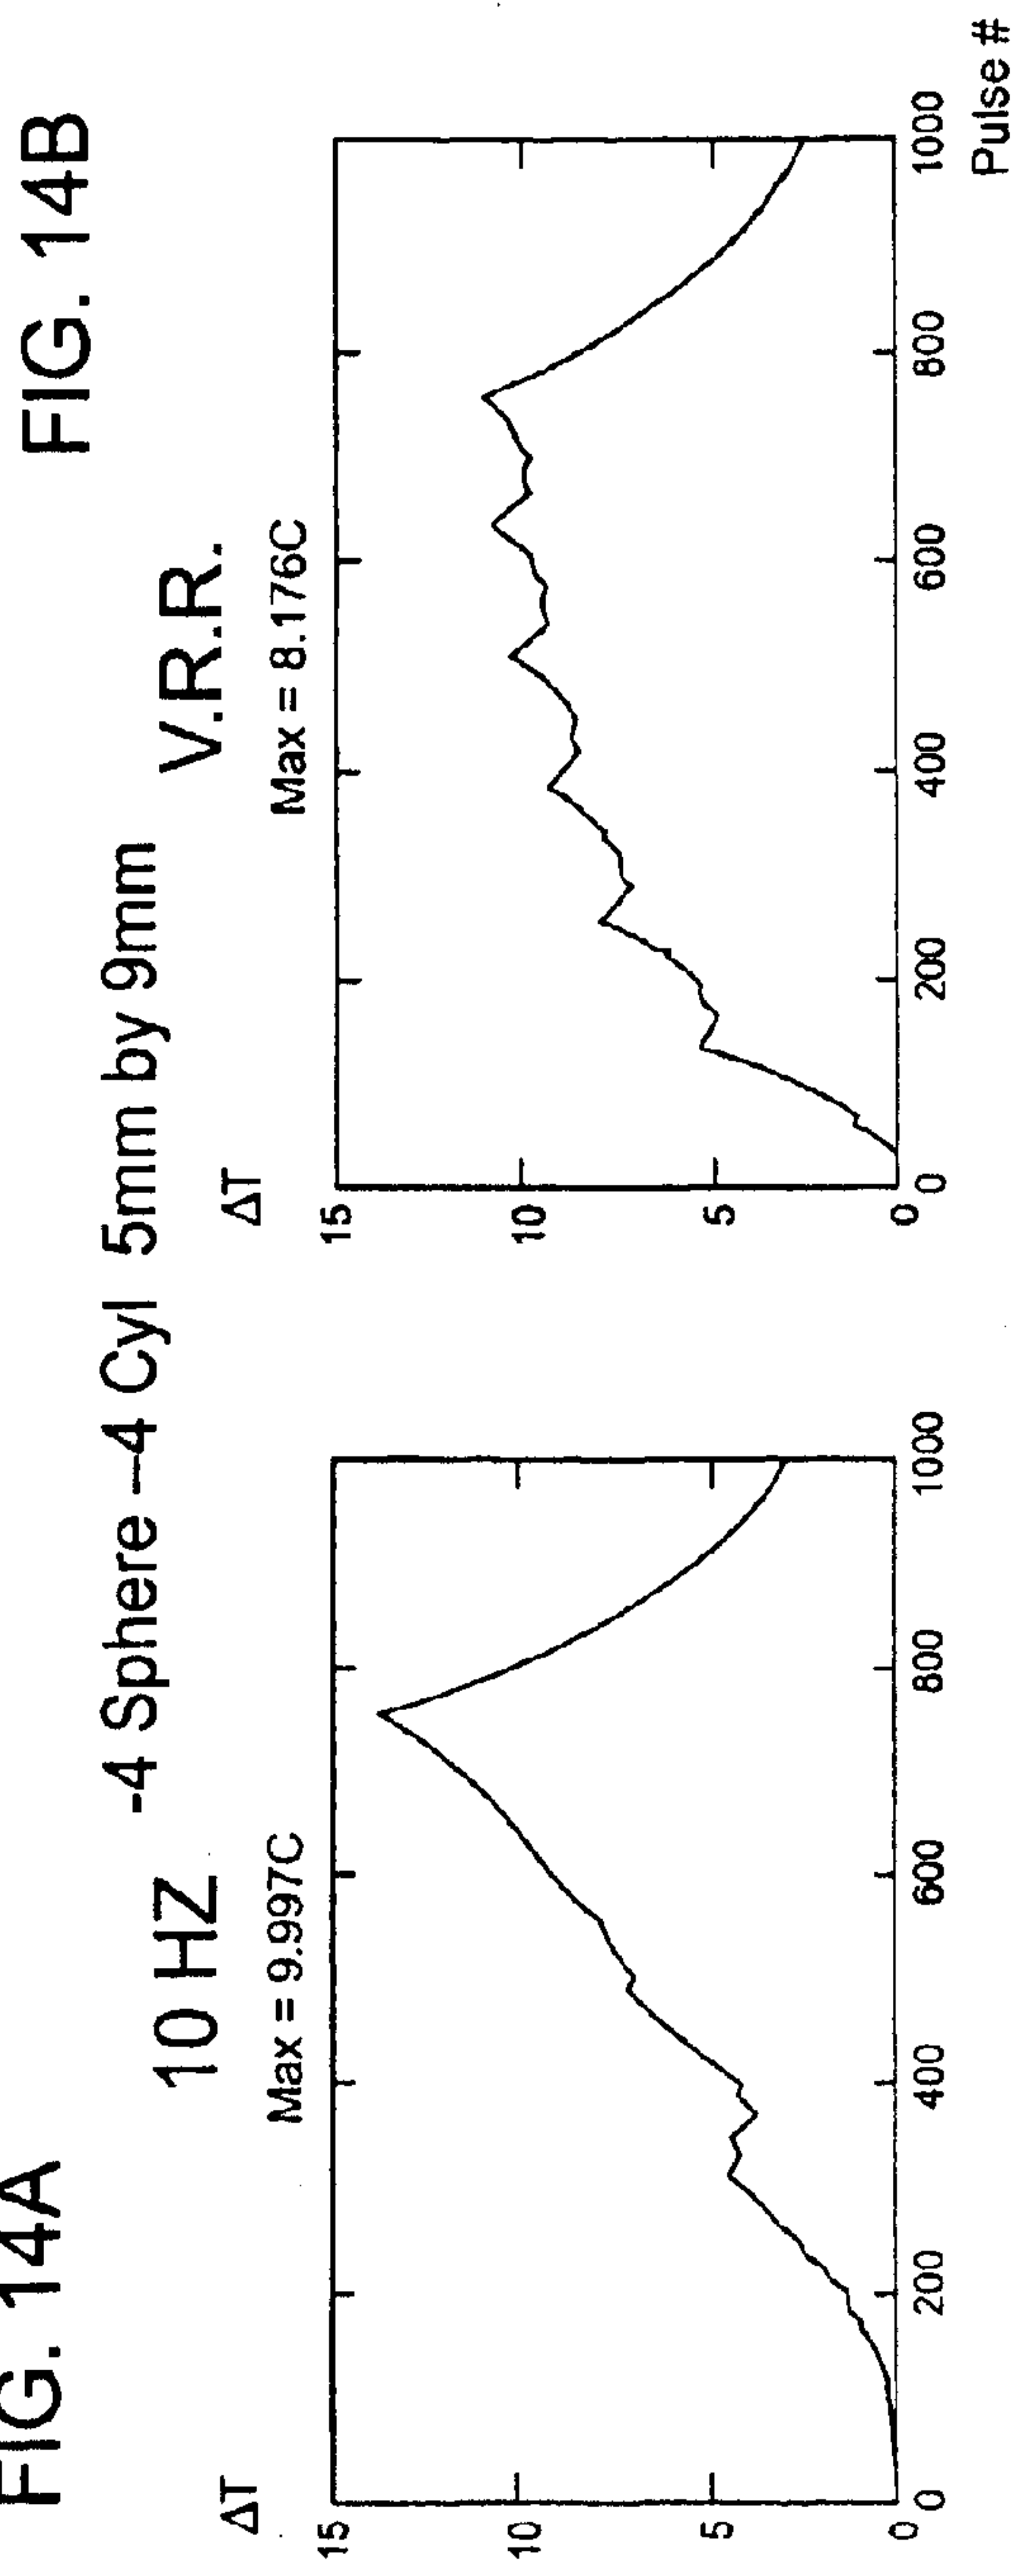 FIG. 14A
FIG. 14B
-4 Sphere -4 Cyl 5mm by 9mm
10 HZ
V.R.R.
ΔT
Max = 9.997C
15
10
5
0
0
200
400
600
800
1000
ΔT
Max = 8.176C
15
10
5
0
0
200
400
600
800
1000
Pulse #